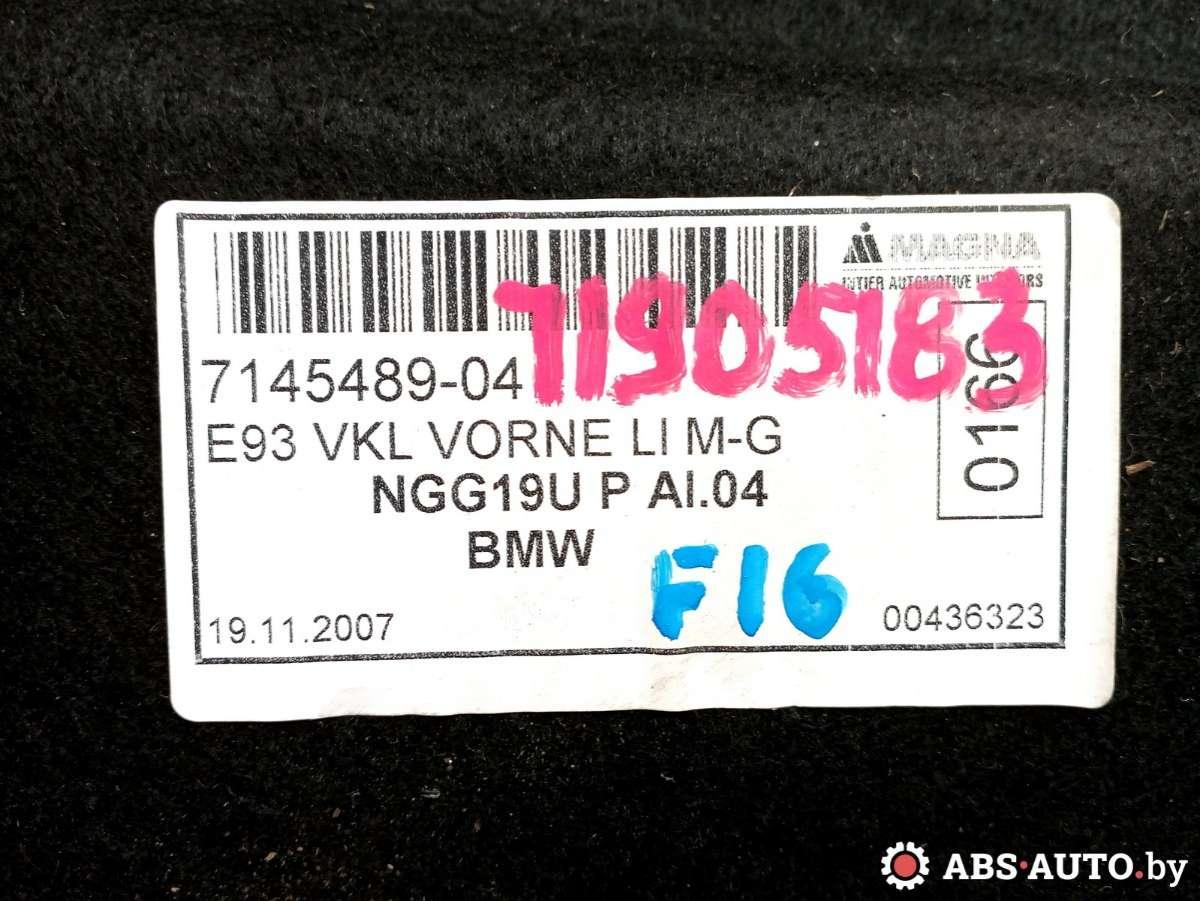 MAGNA
INTIER AUTOMOTIVE INTERIORS
7145489-04
71905183
0166
E93 VKL VORNE LI M-G
NGG19U P AI.04
BMW
F16
19.11.2007
00436323
ABS·AUTO.by